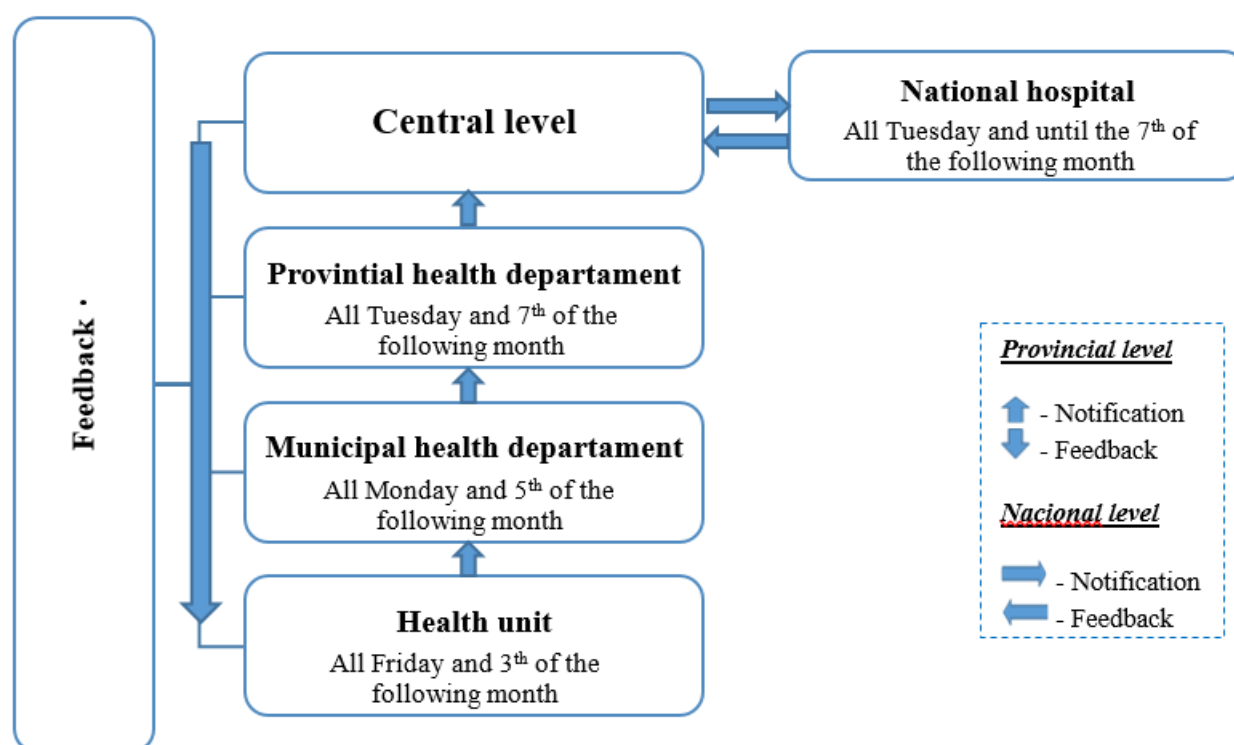 Feedback .
Central level
National hospital
All Tuesday and until the 7th of
the following month
Provintial health departament
All Tuesday and 7th of the
following month
Municipal health departament
All Monday and 5th of the
following month
Health unit
All Friday and 3th of the
following month
Provincial level
- Notification
- Feedback
Nacional level
- Notification
- Feedback